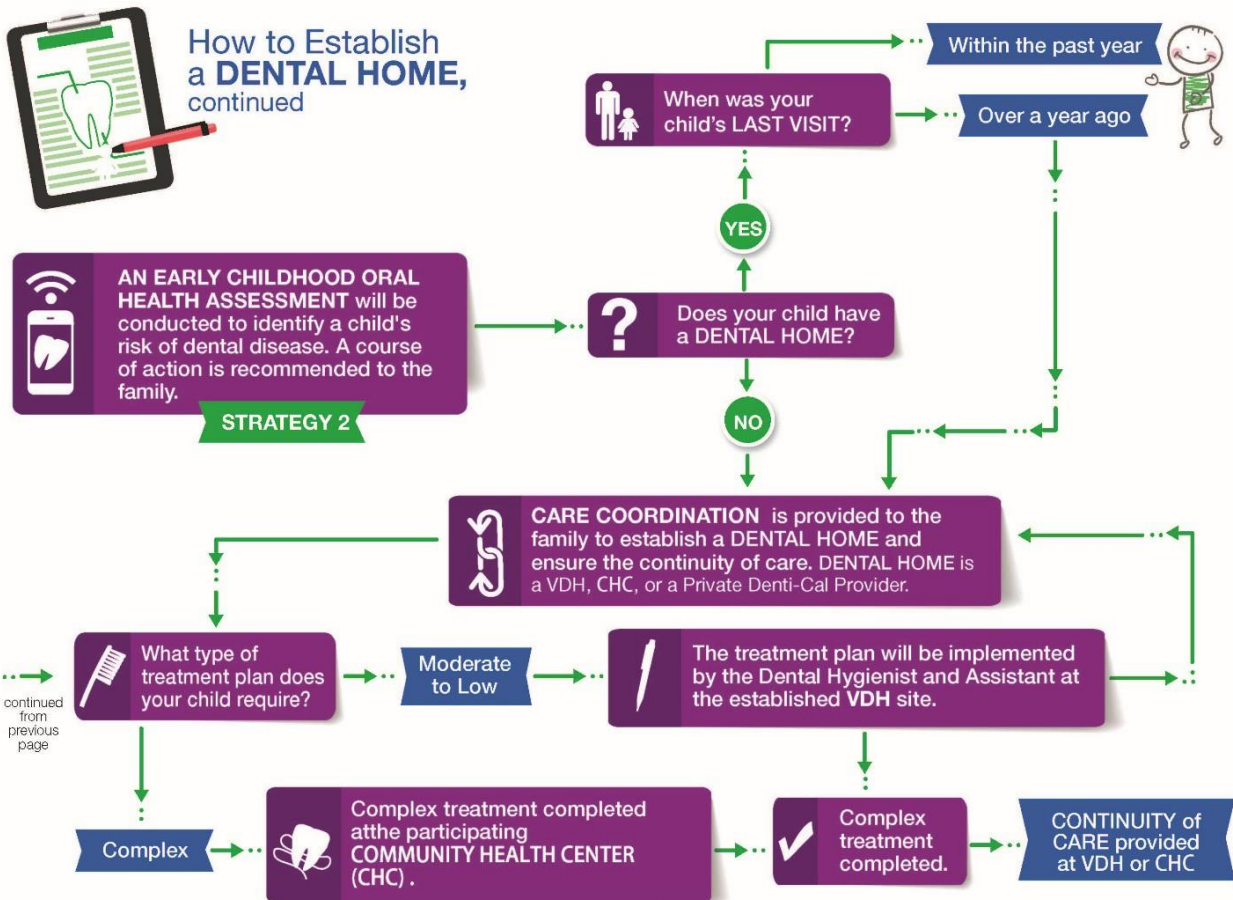 How to Establish
a DENTAL HOME,
continued
When was your
child's LAST VISIT?
Within the past year
Over a year ago
YES
AN EARLY CHILDHOOD ORAL
HEALTH ASSESSMENT will be
conducted to identify a child's
risk of dental disease. A course
of action is recommended to the
family.
STRATEGY 2
?
Does your child have
a DENTAL HOME?
NO
CARE COORDINATION is provided to the
family to establish a DENTAL HOME and
ensure the continuity of care. DENTAL HOME is
a VDH, CHC, or a Private Denti-Cal Provider.
continued
from
previous
page
What type of
treatment plan does
your child require?
Moderate
to Low
The treatment plan will be implemented
by the Dental Hygienist and Assistant at
the established VDH site.
Complex
Complex treatment completed
atthe participating
COMMUNITY HEALTH CENTER
(CHC) .
Complex
treatment
completed.
CONTINUITY of
CARE provided
at VDH or CHC